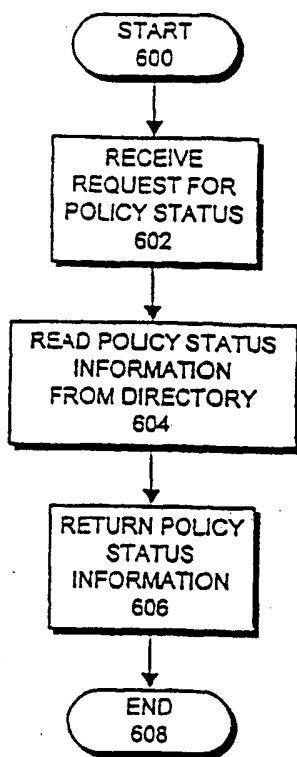 START
600
RECEIVE
REQUEST FOR
POLICY STATUS
602
READ POLICY STATUS
INFORMATION
FROM DIRECTORY
604
RETURN POLICY
STATUS
INFORMATION
606
END
608